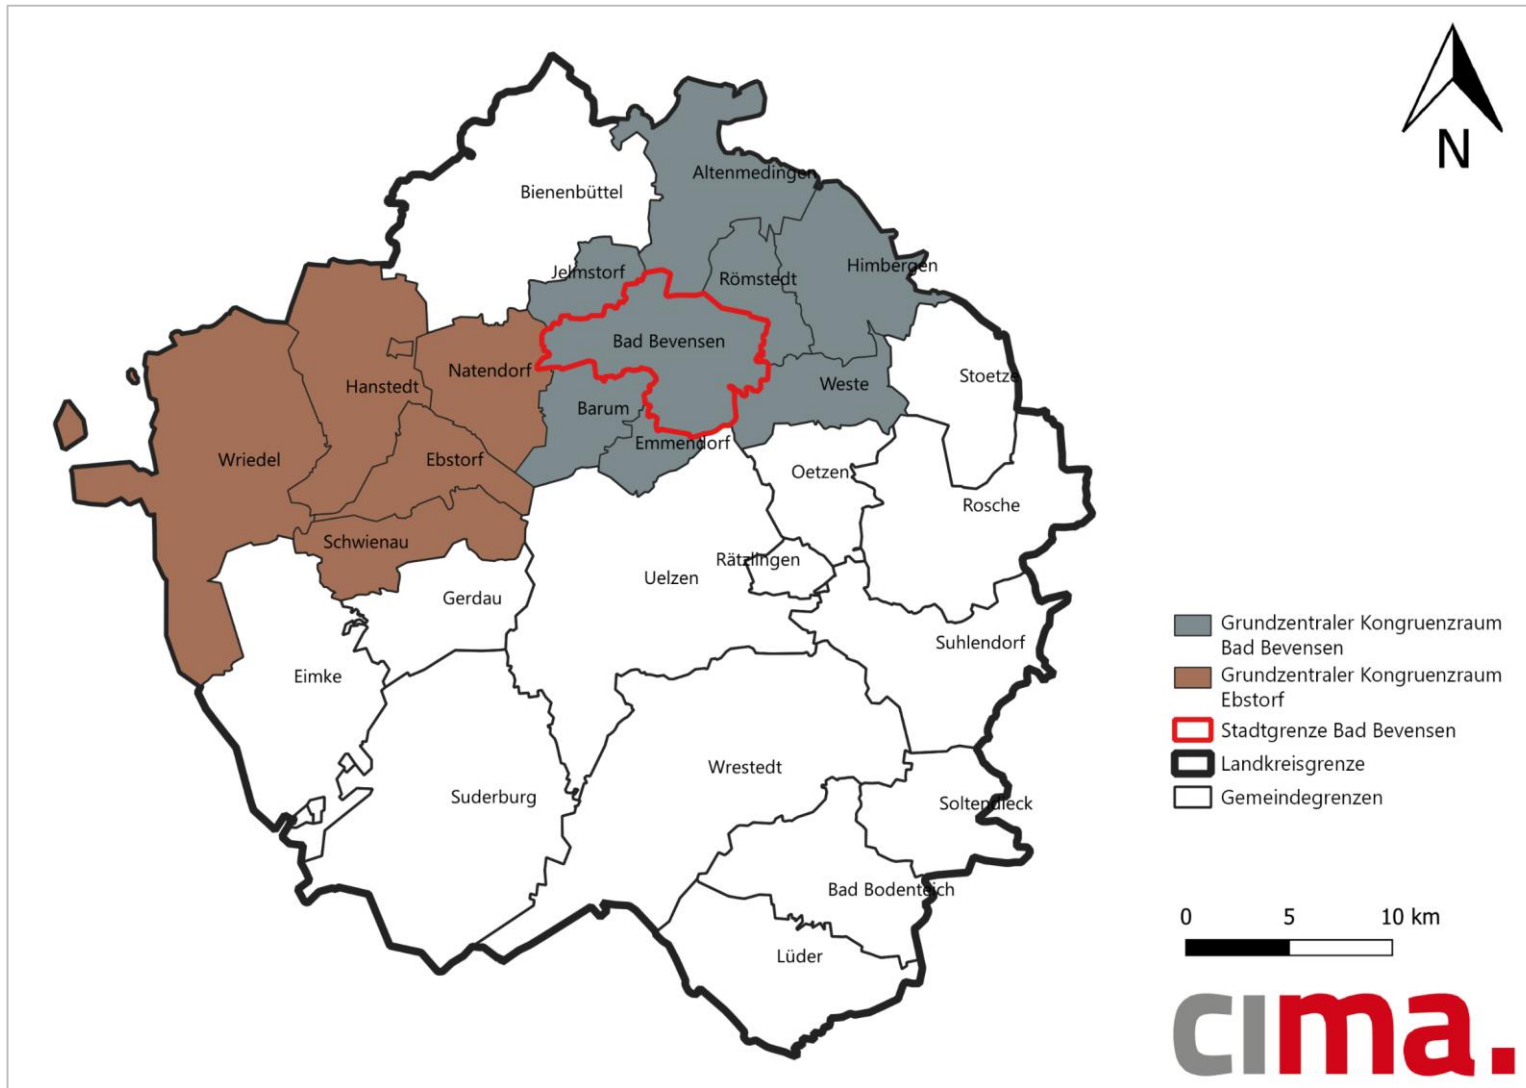 N
Altenmedingen
Bienenbüttel
Jelmstorf
Römstedt
Himbergen
Bad Bevensen
Natendorf
Hanstedt
Stoetze
Weste
Barum
Emmendorf
Wriedel
Ebstorf
Oetzen
Rosche
Schwienau
Rätzlingen
Uelzen
Gerdau
Suhlendorf
Eimke
Wrestedt
Suderburg
Soltendieck
Bad Bodenteich
Lüder
Grundzentraler Kongruenzraum
Bad Bevensen
Grundzentraler Kongruenzraum
Ebstorf
Stadtgrenze Bad Bevensen
Landkreisgrenze
Gemeindegrenzen
0 5 10 km
cima.